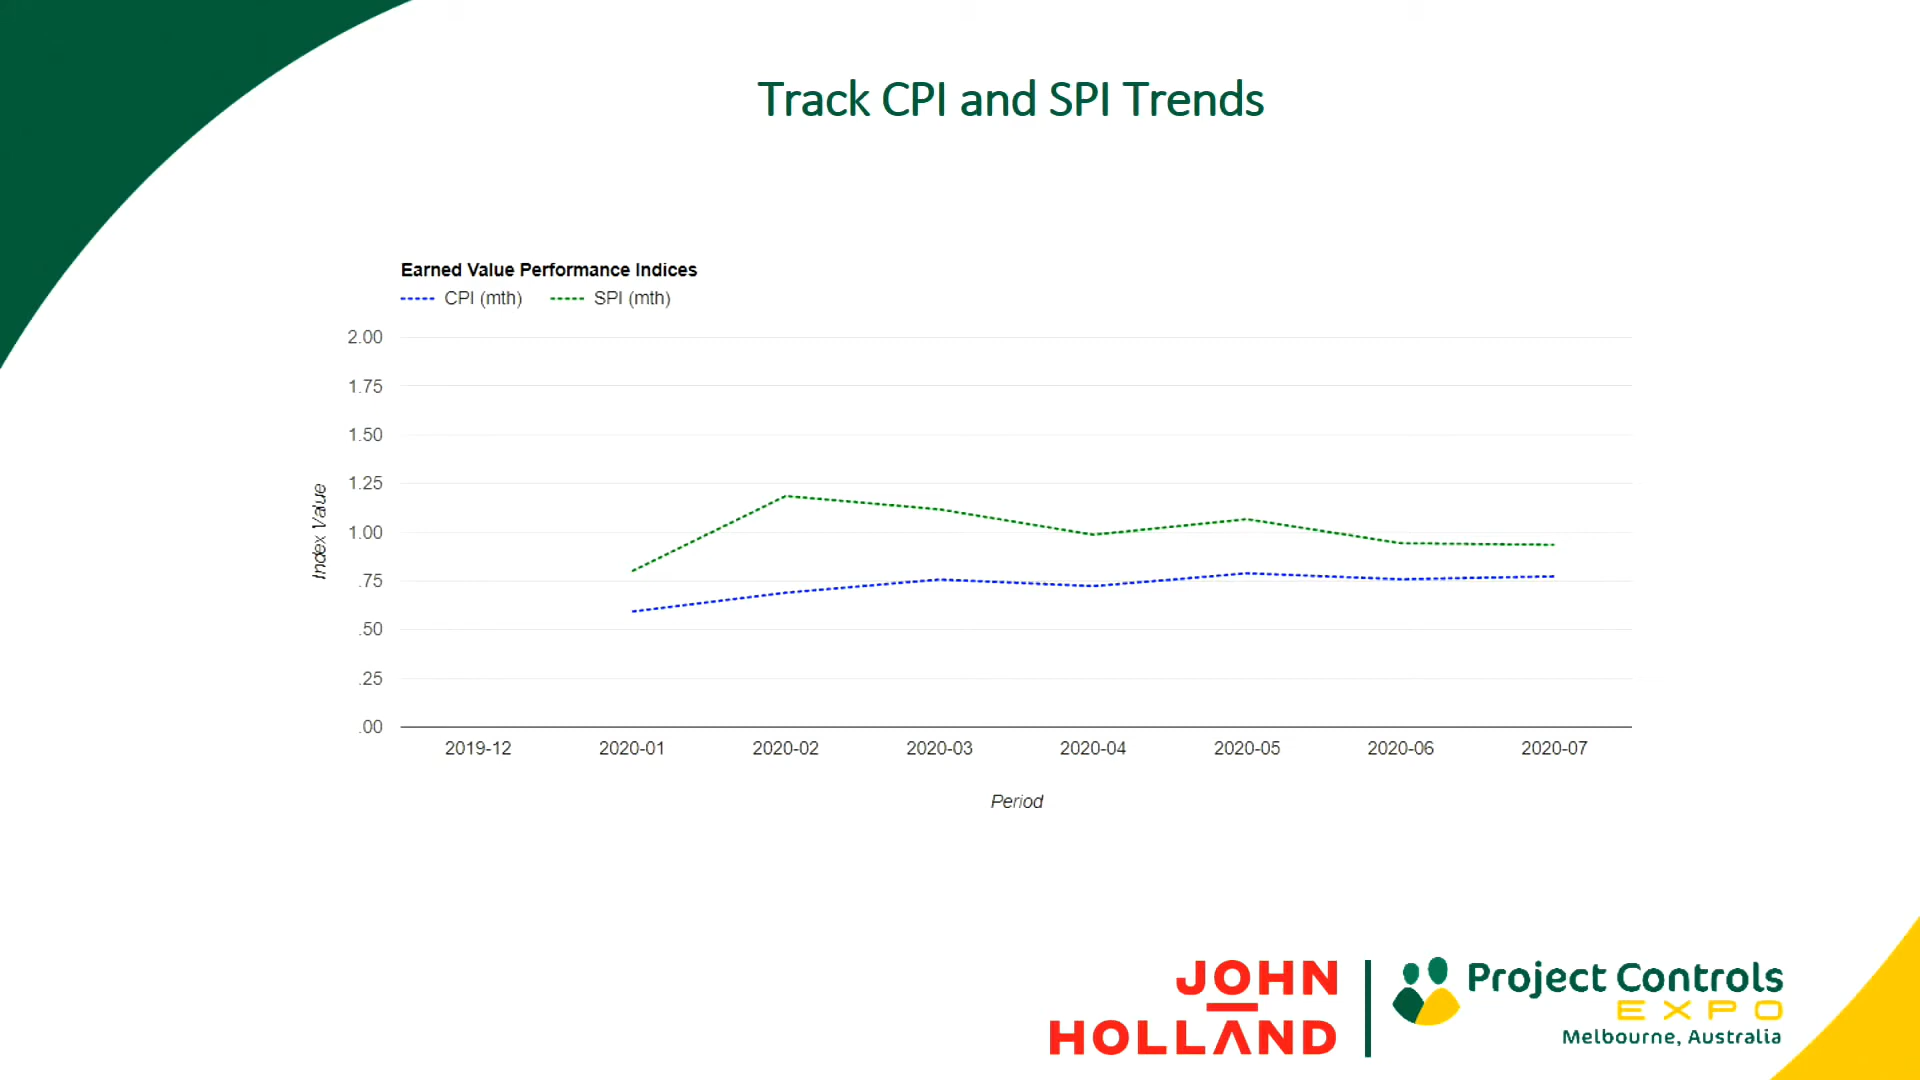 Track CPI and SPI Trends
Earned Value Performance Indices
CPI (mth) SPI (mth)
2.00
1.75
1.50
1.25
1.00
.75
.50
.25
.00
Index Value
2019-12 2020-01 2020-02 2020-03 2020-04 2020-05 2020-06 2020-07
Period
JOHN
HOLLAND
Project Controls
EXPO
Melbourne, Australia